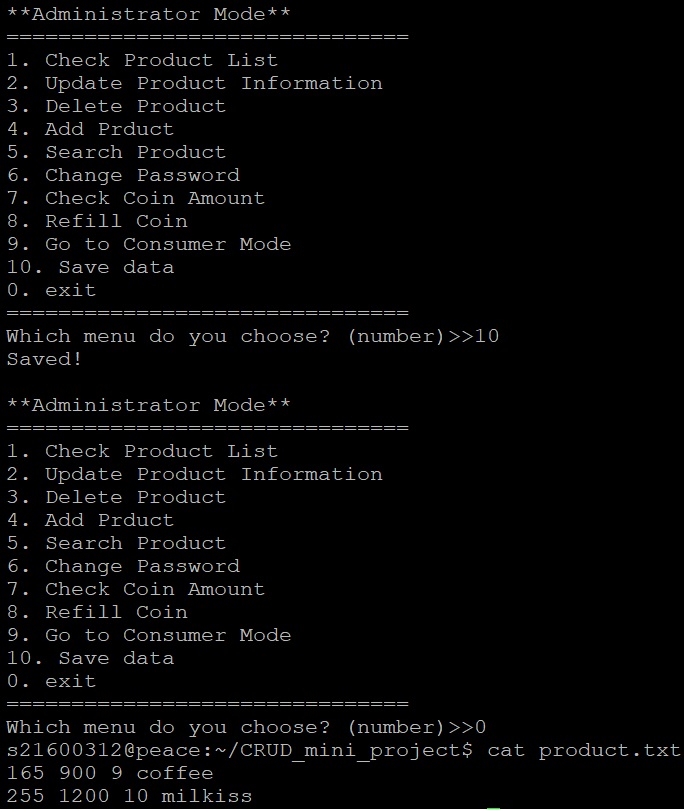 **Administrator Mode**
===============================
1. Check Product List
2. Update Product Information
3. Delete Product
4. Add Prduct
5. Search Product
6. Change Password
7. Check Coin Amount
8. Refill Coin
9. Go to Consumer Mode
10. Save data
0. exit
===============================
Which menu do you choose? (number)>>10
Saved!

**Administrator Mode**
===============================
1. Check Product List
2. Update Product Information
3. Delete Product
4. Add Prduct
5. Search Product
6. Change Password
7. Check Coin Amount
8. Refill Coin
9. Go to Consumer Mode
10. Save data
0. exit
===============================
Which menu do you choose? (number)>>0
s21600312@peace:~/CRUD_mini_project$ cat product.txt
165 900 9 coffee
255 1200 10 milkiss